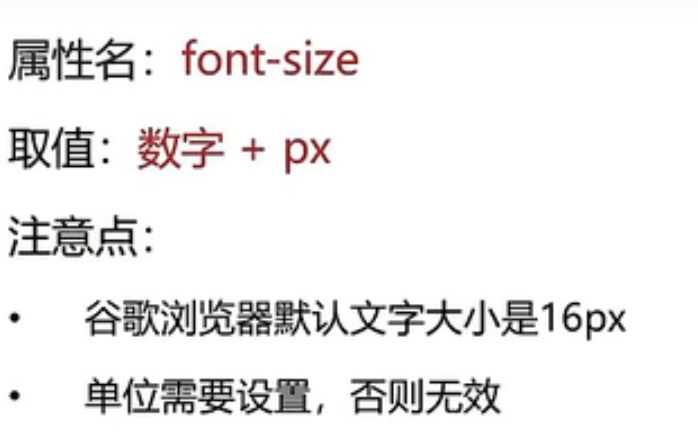 属性名：font-size
取值：数字 + px
注意点：
• 谷歌浏览器默认文字大小是16px
• 单位需要设置，否则无效